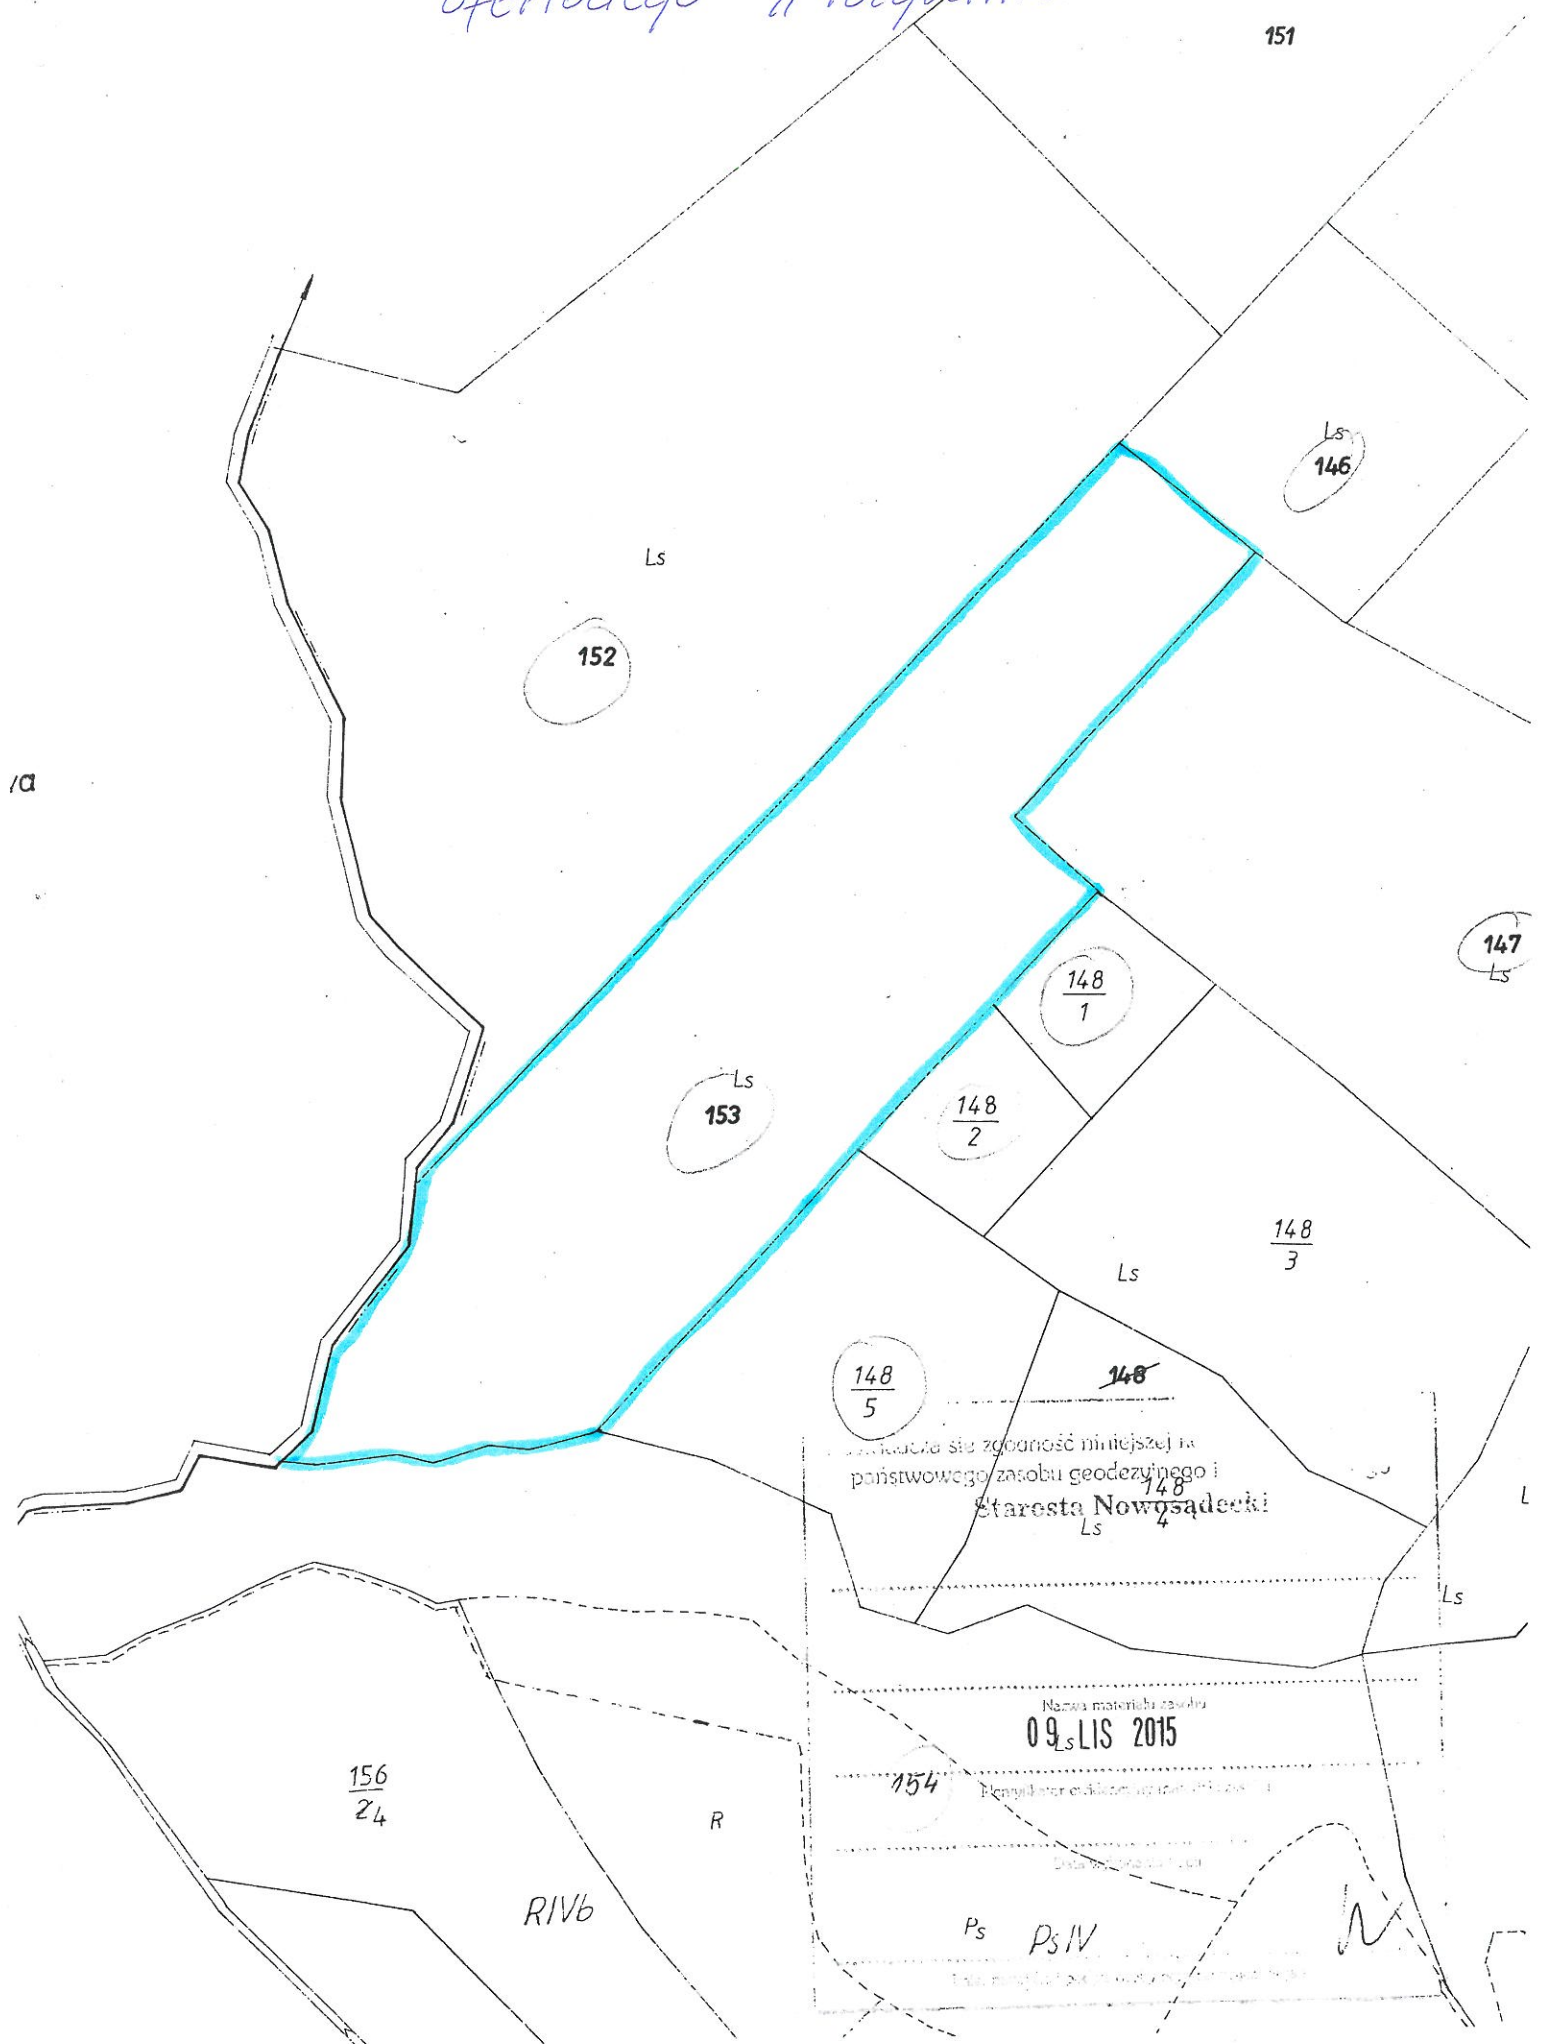 151
Ls
146
Ls
152
/a
147
Ls
148
1
Ls
153
148
2
148
3
Ls
148
5
148
zgodność niniejszej
państwowego zasobu geodezyjnego i
148
4
Starosta Nowosądecki
Ls
Ls
Nazwa materiału zasobu
09 LIS 2015
Ls
154
156
24
R
RIVb
Ps
PsIV